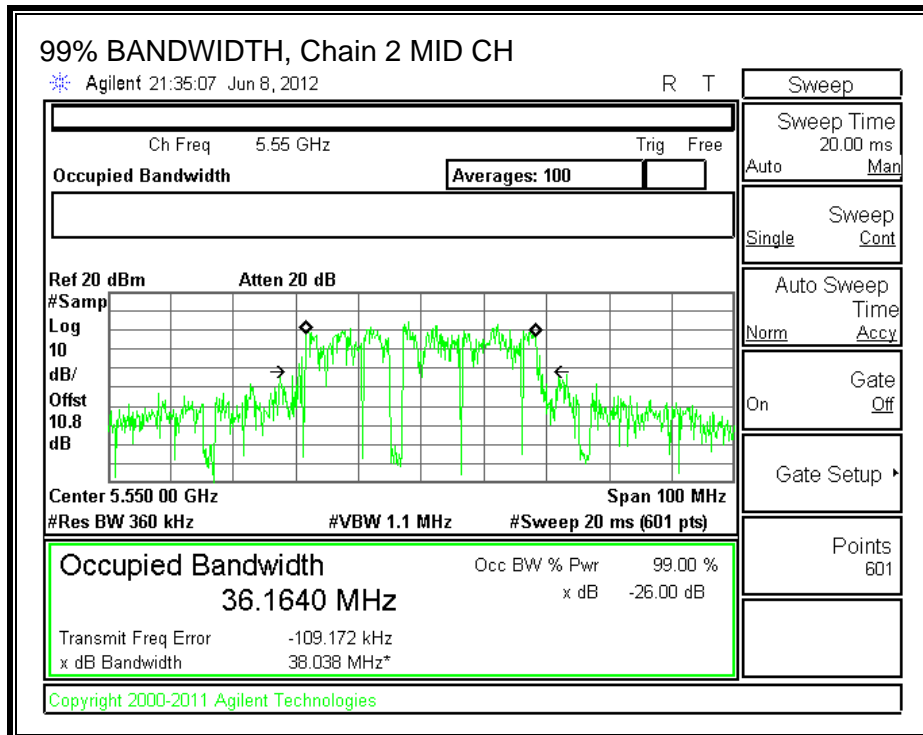 99% BANDWIDTH, Chain 2 MID CH
Agilent 21:35:07 Jun 8, 2012 R T
Ch Freq 5.55 GHz Trig Free
Occupied Bandwidth Averages: 100
Ref 20 dBm Atten 20 dB
#Samp
Log
10
dB/
Offst
10.8
dB
Center 5.550 00 GHz Span 100 MHz
#Res BW 360 kHz #VBW 1.1 MHz #Sweep 20 ms (601 pts)
Occupied Bandwidth Occ BW % Pwr 99.00 %
36.1640 MHz x dB -26.00 dB
Transmit Freq Error -109.172 kHz
x dB Bandwidth 38.038 MHz*
Copyright 2000-2011 Agilent Technologies
Sweep
Sweep Time
20.00 ms
Auto Man
Sweep
Single Cont
Auto Sweep
Time
Norm Accy
Gate
On Off
Gate Setup
Points
601